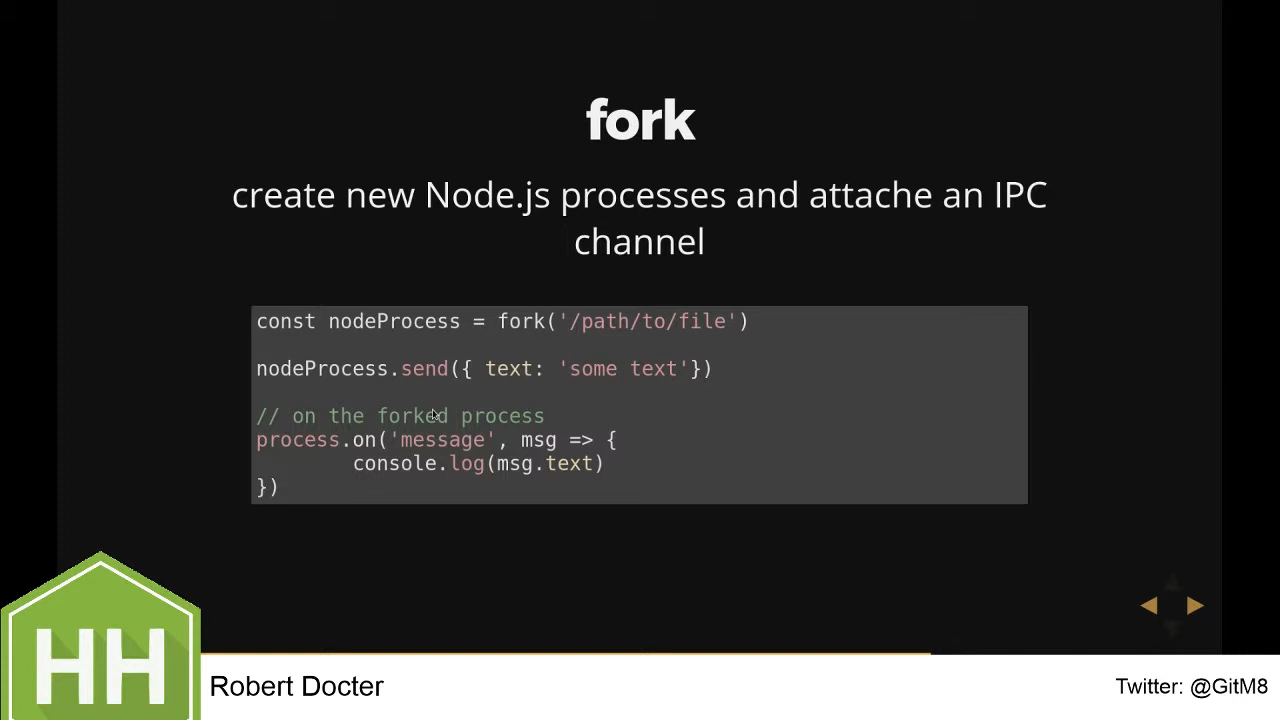 fork
create new Node.js processes and attache an IPC
channel
const nodeProcess = fork('/path/to/file')
nodeProcess.send({ text: 'some text'})
// on the forked process
process.on('message', msg => {
        console.log(msg.text)
})
HH
Robert Docter
Twitter: @GitM8